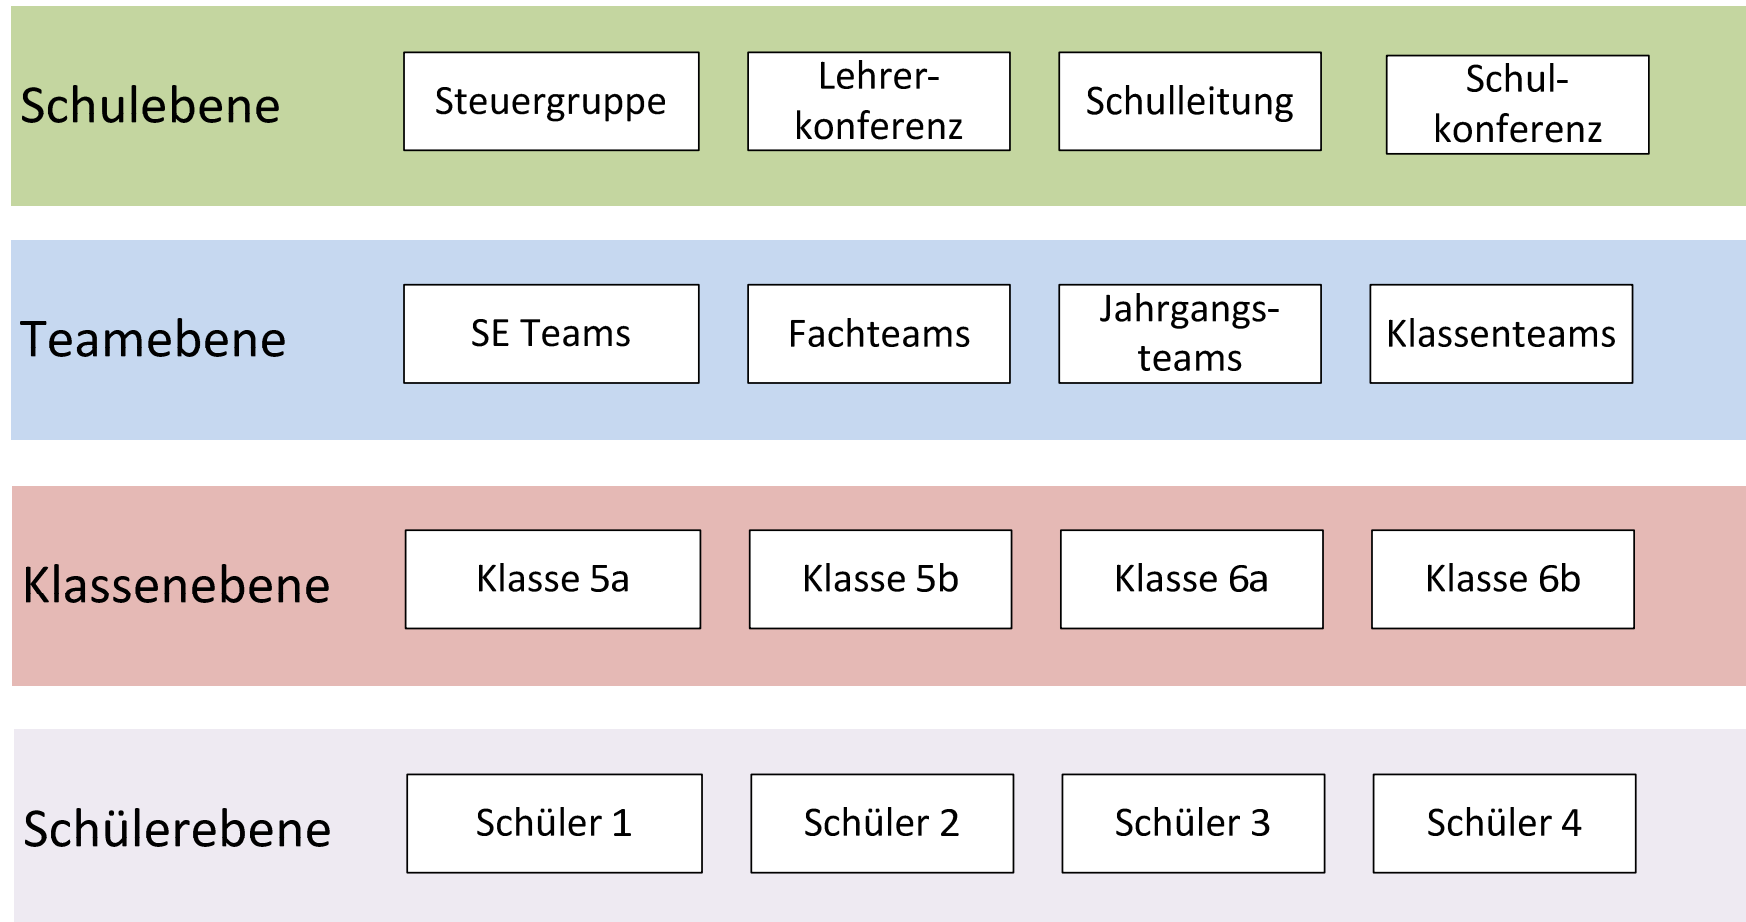 Schulebene
Steuergruppe
Lehrer-
konferenz
Schulleitung
Schul-
konferenz
Teamebene
SE Teams
Fachteams
Jahrgangs-
teams
Klassenteams
Klassenebene
Klasse 5a
Klasse 5b
Klasse 6a
Klasse 6b
Schülerebene
Schüler 1
Schüler 2
Schüler 3
Schüler 4